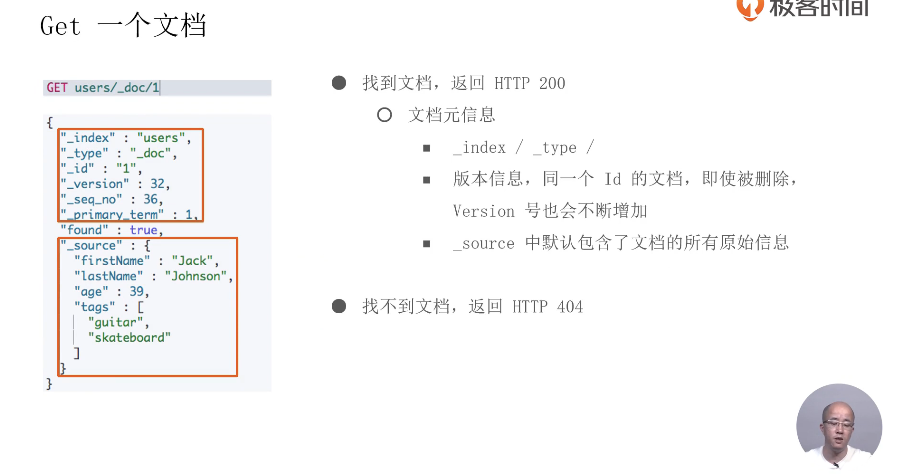 Get 一个文档
极客时间
GET users/_doc/1
{
"_index" : "users",
"_type" : "_doc",
"_id" : "1",
"_version" : 32,
"_seq_no" : 36,
"_primary_term" : 1,
"found" : true,
"_source" : {
"firstName" : "Jack",
"lastName" : "Johnson",
"age" : 39,
"tags" : [
"guitar",
"skateboard"
]
}
}
找到文档，返回 HTTP 200
文档元信息
_index / _type /
版本信息，同一个 Id 的文档，即使被删除，
Version 号也会不断增加
_source 中默认包含了文档的所有原始信息
找不到文档，返回 HTTP 404